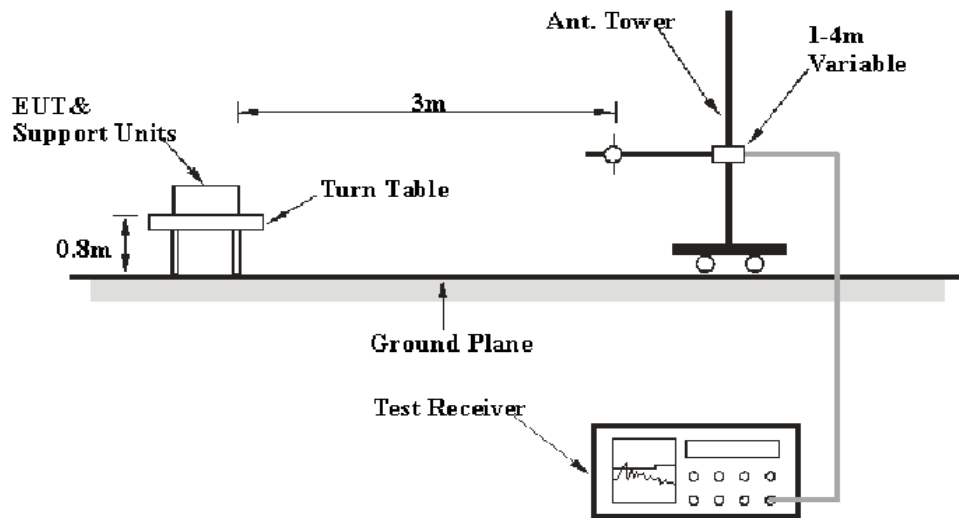 Ant. Tower
1-4m
Variable
3m
EUT&
Support Units
Turn Table
0.8m
Ground Plane
Test Receiver